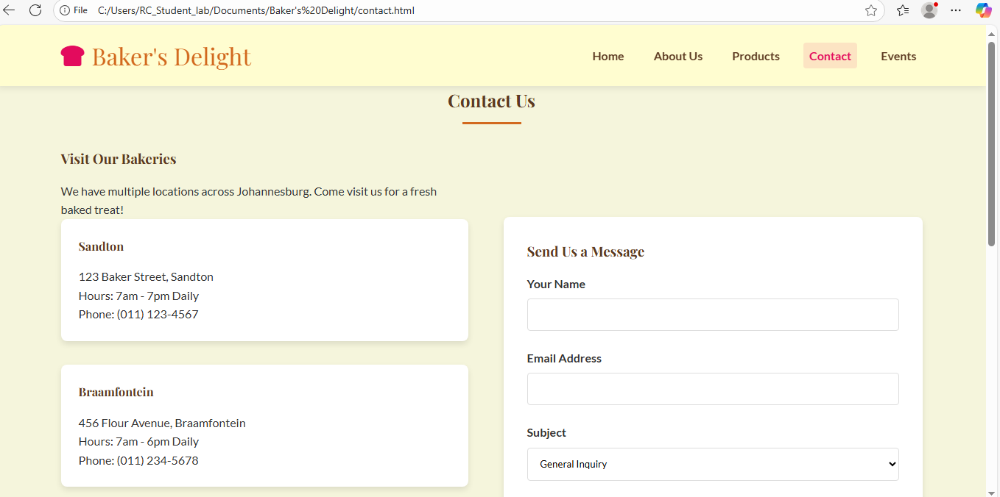 File C:/Users/RC_Student_lab/Documents/Baker's%20Delight/contact.html
Baker's Delight
Home About Us Products Contact Events
Contact Us
Visit Our Bakeries
We have multiple locations across Johannesburg. Come visit us for a fresh
baked treat!
Sandton
123 Baker Street, Sandton
Hours: 7am - 7pm Daily
Phone: (011) 123-4567
Braamfontein
456 Flour Avenue, Braamfontein
Hours: 7am - 6pm Daily
Phone: (011) 234-5678
Send Us a Message
Your Name
Email Address
Subject
General Inquiry